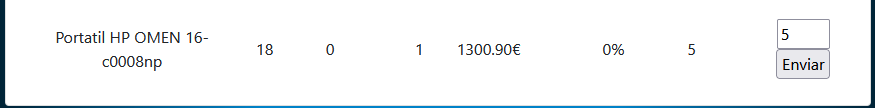 Portatil HP OMEN 16-
c0008np
18 0 1 1300.90€ 0% 5
5
Enviar